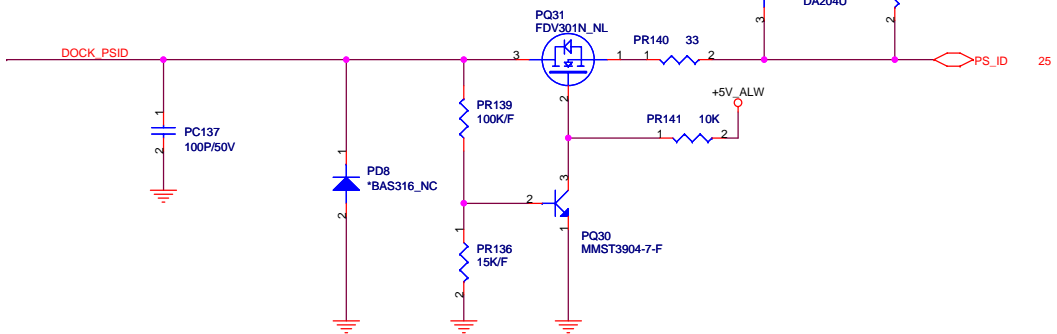 DA204U
3
2
PQ31
FDV301N_NL
DOCK_PSID
3
1
1
PR140 33
2
PS_ID 25
2
+5V_ALW
1
PC137
100P/50V
2
PR139
100K/F
PR141 10K
1
2
1
PD8
*BAS316_NC
2
3
2
1
PQ30
MMST3904-7-F
1
PR136
15K/F
2